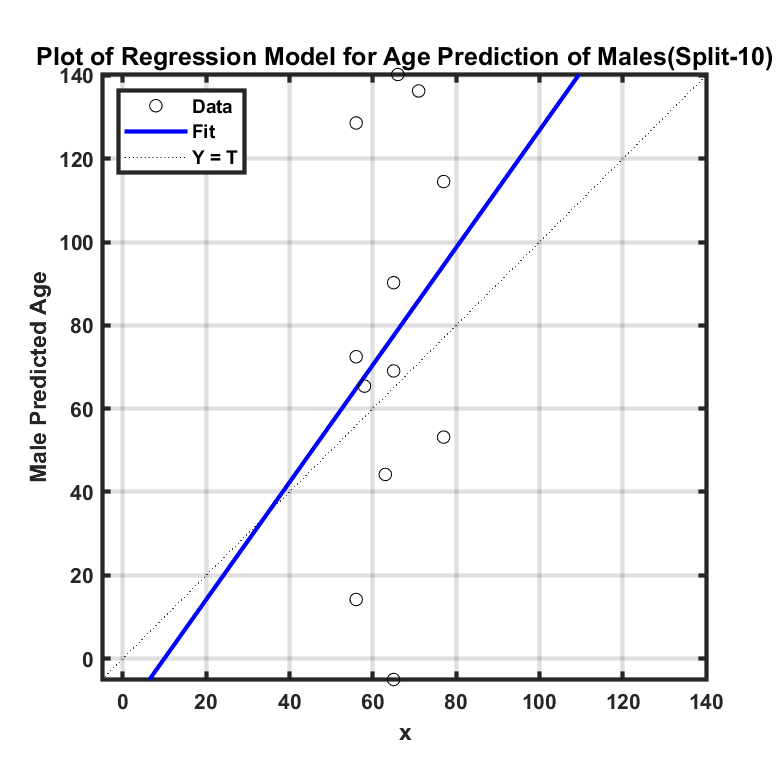 Plot of Regression Model for Age Prediction of Males(Split-10)
140
120
100
80
60
40
20
0
Data
Fit
Y = T
Male Predicted Age
0 20 40 60 80 100 120 140
x